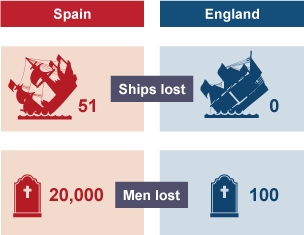 Spain England
51 Ships lost 0
20,000 Men lost 100